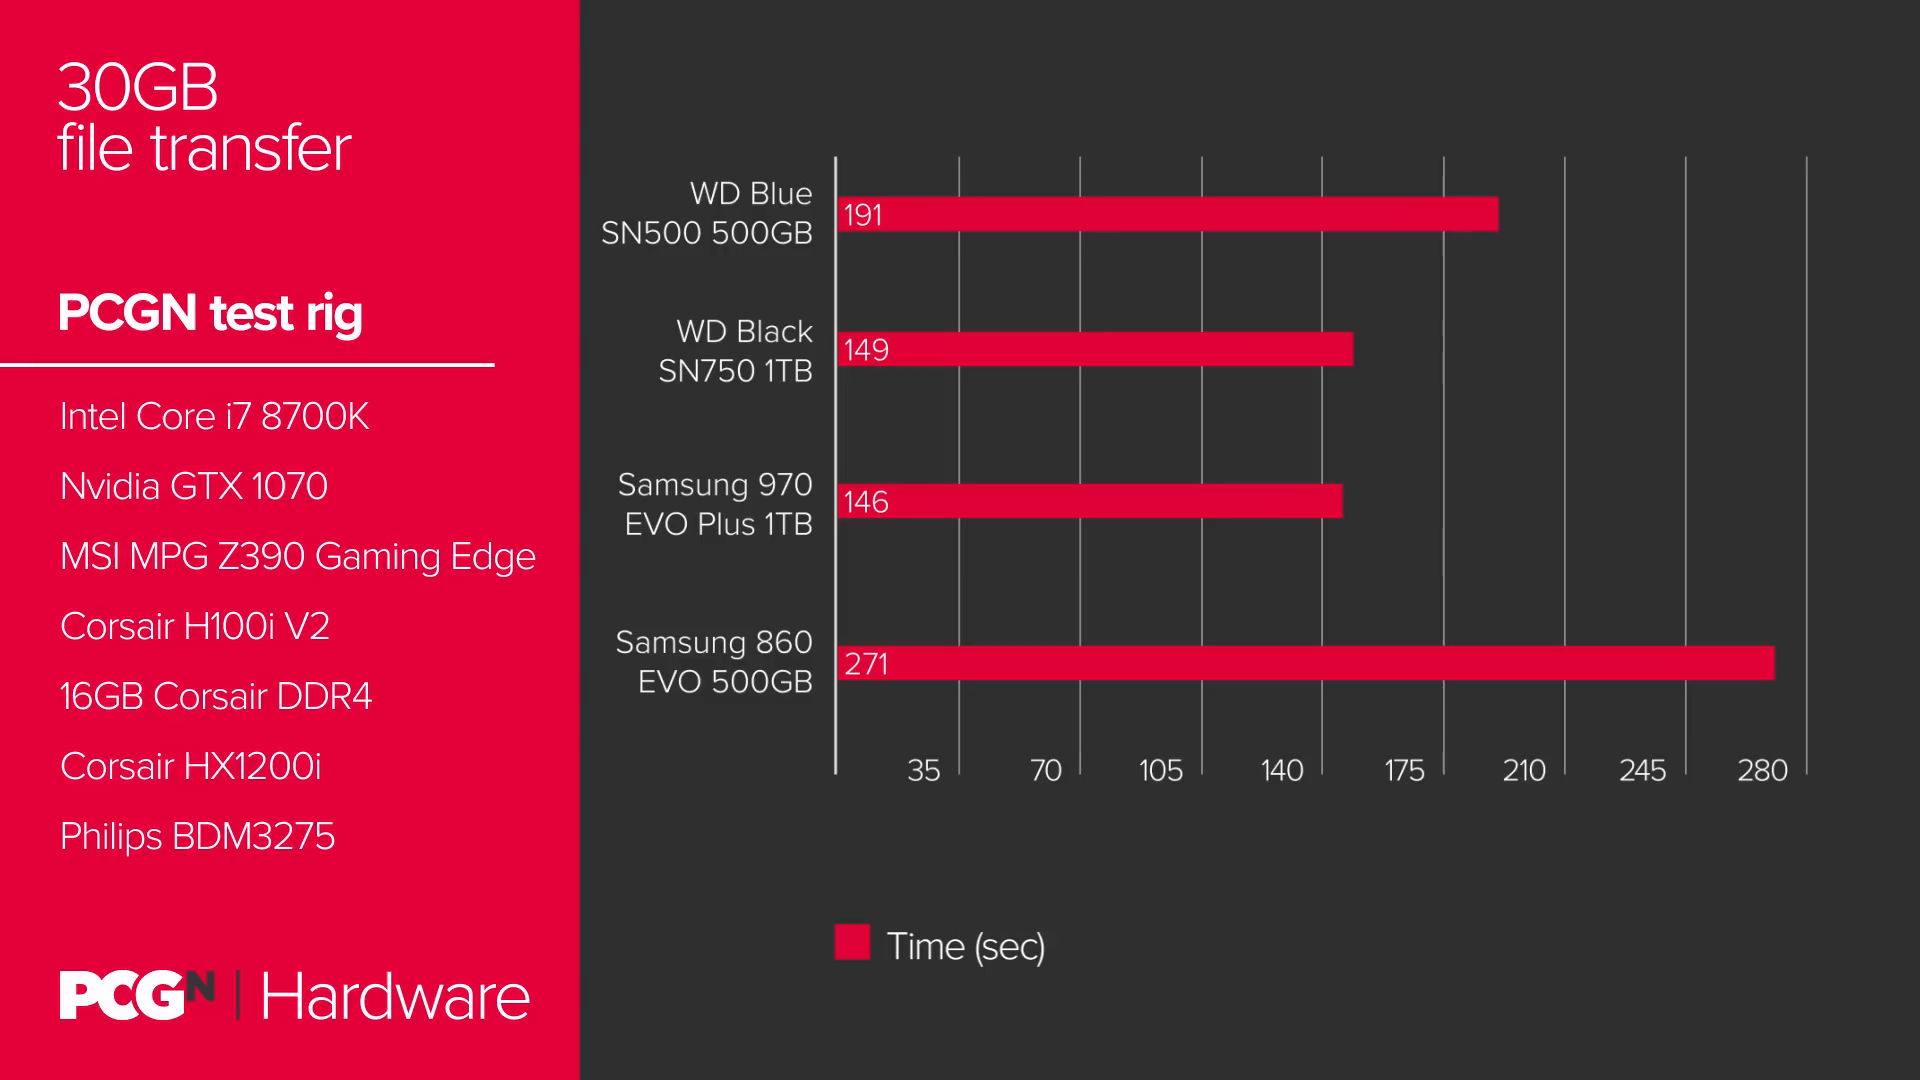 30GB
file transfer
PCGN test rig
Intel Core i7 8700K
Nvidia GTX 1070
MSI MPG Z390 Gaming Edge
Corsair H100i V2
16GB Corsair DDR4
Corsair HX1200i
Philips BDM3275
PCGN | Hardware
WD Blue
SN500 500GB
191
WD Black
SN750 1TB
149
Samsung 970
EVO Plus 1TB
146
Samsung 860
EVO 500GB
271
35 70 105 140 175 210 245 280
Time (sec)